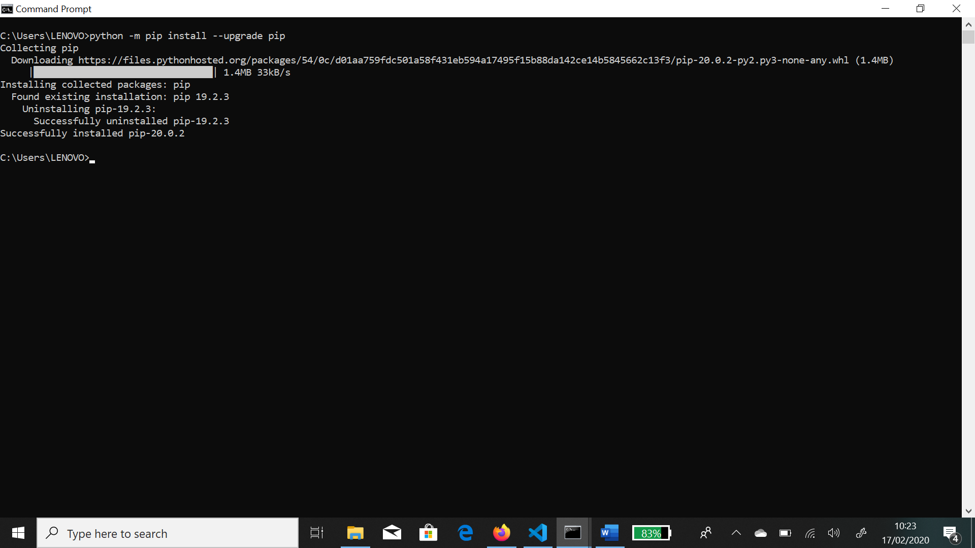 Command Prompt
C:\Users\LENOVO>python -m pip install --upgrade pip
Collecting pip
Downloading https://files.pythonhosted.org/packages/54/0c/d01aa759fdc501a58f431eb594a17495f15b88da142ce14b5845662c13f3/pip-20.0.2-py2.py3-none-any.whl (1.4MB)
| | 1.4MB 33kB/s
Installing collected packages: pip
Found existing installation: pip 19.2.3
Uninstalling pip-19.2.3:
Successfully uninstalled pip-19.2.3
Successfully installed pip-20.0.2
C:\Users\LENOVO>
Type here to search
83%
10:23
17/02/2020
4